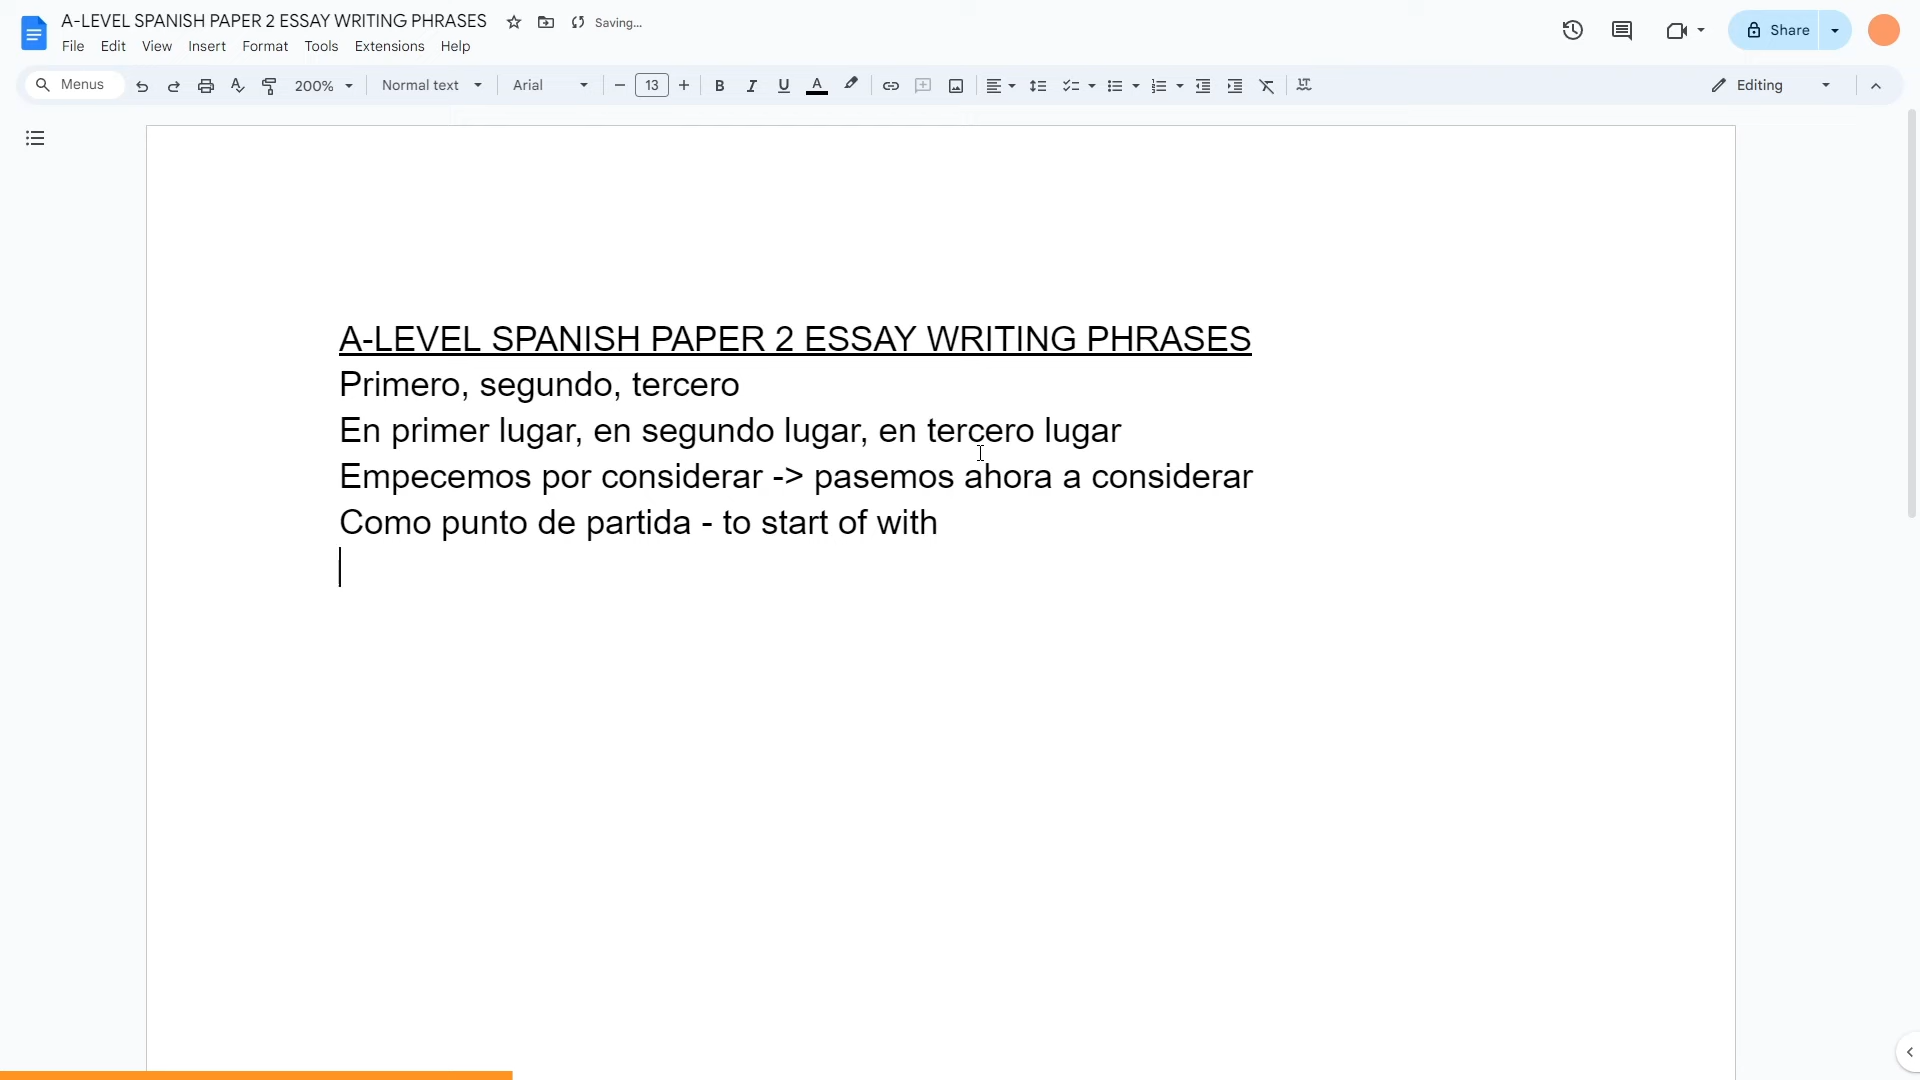 A-LEVEL SPANISH PAPER 2 ESSAY WRITING PHRASES
Saving...
Share
File Edit View Insert Format Tools Extensions Help
Menus 200% Normal text Arial 13 Editing
A-LEVEL SPANISH PAPER 2 ESSAY WRITING PHRASES
Primero, segundo, tercero
En primer lugar, en segundo lugar, en tercero lugar
Empecemos por considerar -> pasemos ahora a considerar
Como punto de partida - to start of with